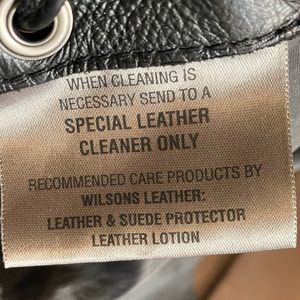 WHEN CLEANING IS
NECESSARY SEND TO A
SPECIAL LEATHER
CLEANER ONLY
RECOMMENDED CARE PRODUCTS BY
WILSONS LEATHER:
LEATHER & SUEDE PROTECTOR
LEATHER LOTION